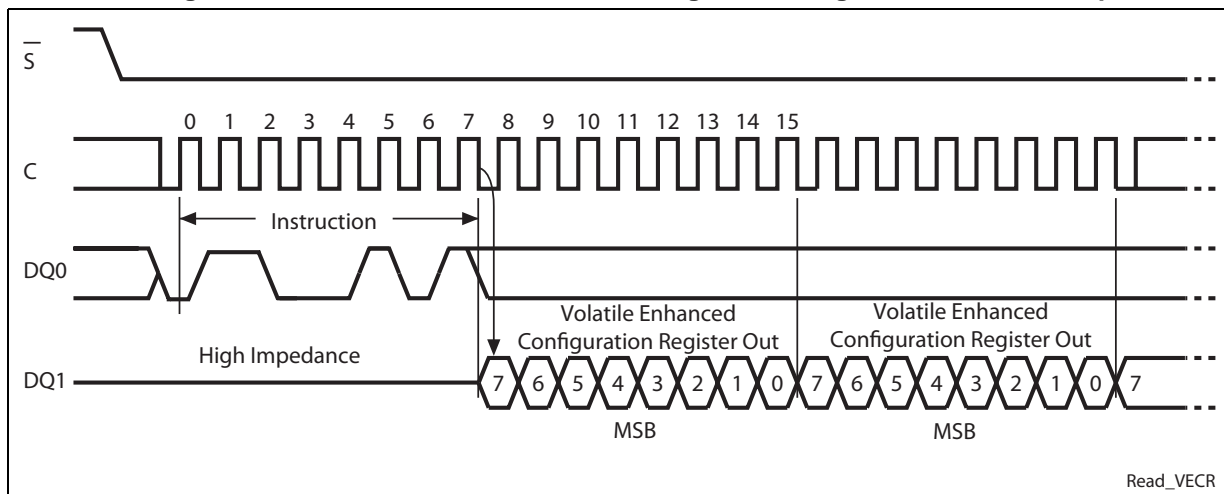 S
0 1 2 3 4 5 6 7 8 9 10 11 12 13 14 15
C
Instruction
DQ0
Volatile Enhanced
Configuration Register Out
Volatile Enhanced
Configuration Register Out
High Impedance
DQ1
7 6 5 4 3 2 1 0 7 6 5 4 3 2 1 0 7
MSB MSB
Read_VECR